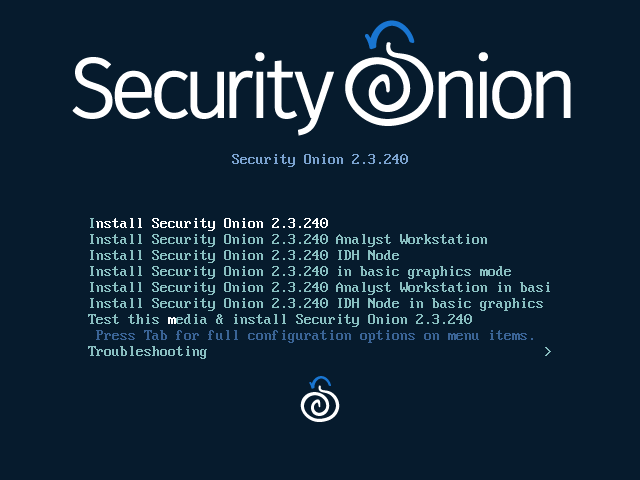 Security Onion
Security Onion 2.3.240
Install Security Onion 2.3.240
Install Security Onion 2.3.240 Analyst Workstation
Install Security Onion 2.3.240 IDH Node
Install Security Onion 2.3.240 in basic graphics mode
Install Security Onion 2.3.240 Analyst Workstation in basi
Install Security Onion 2.3.240 IDH Node in basic graphics
Test this media & install Security Onion 2.3.240
Press Tab for full configuration options on menu items.
Troubleshooting >